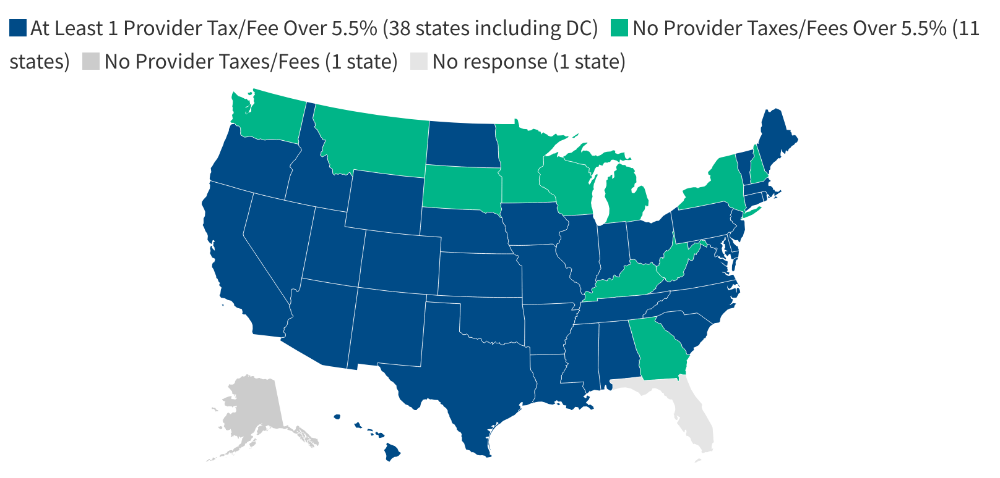 At Least 1 Provider Tax/Fee Over 5.5% (38 states including DC) No Provider Taxes/Fees Over 5.5% (11
states) No Provider Taxes/Fees (1 state) No response (1 state)